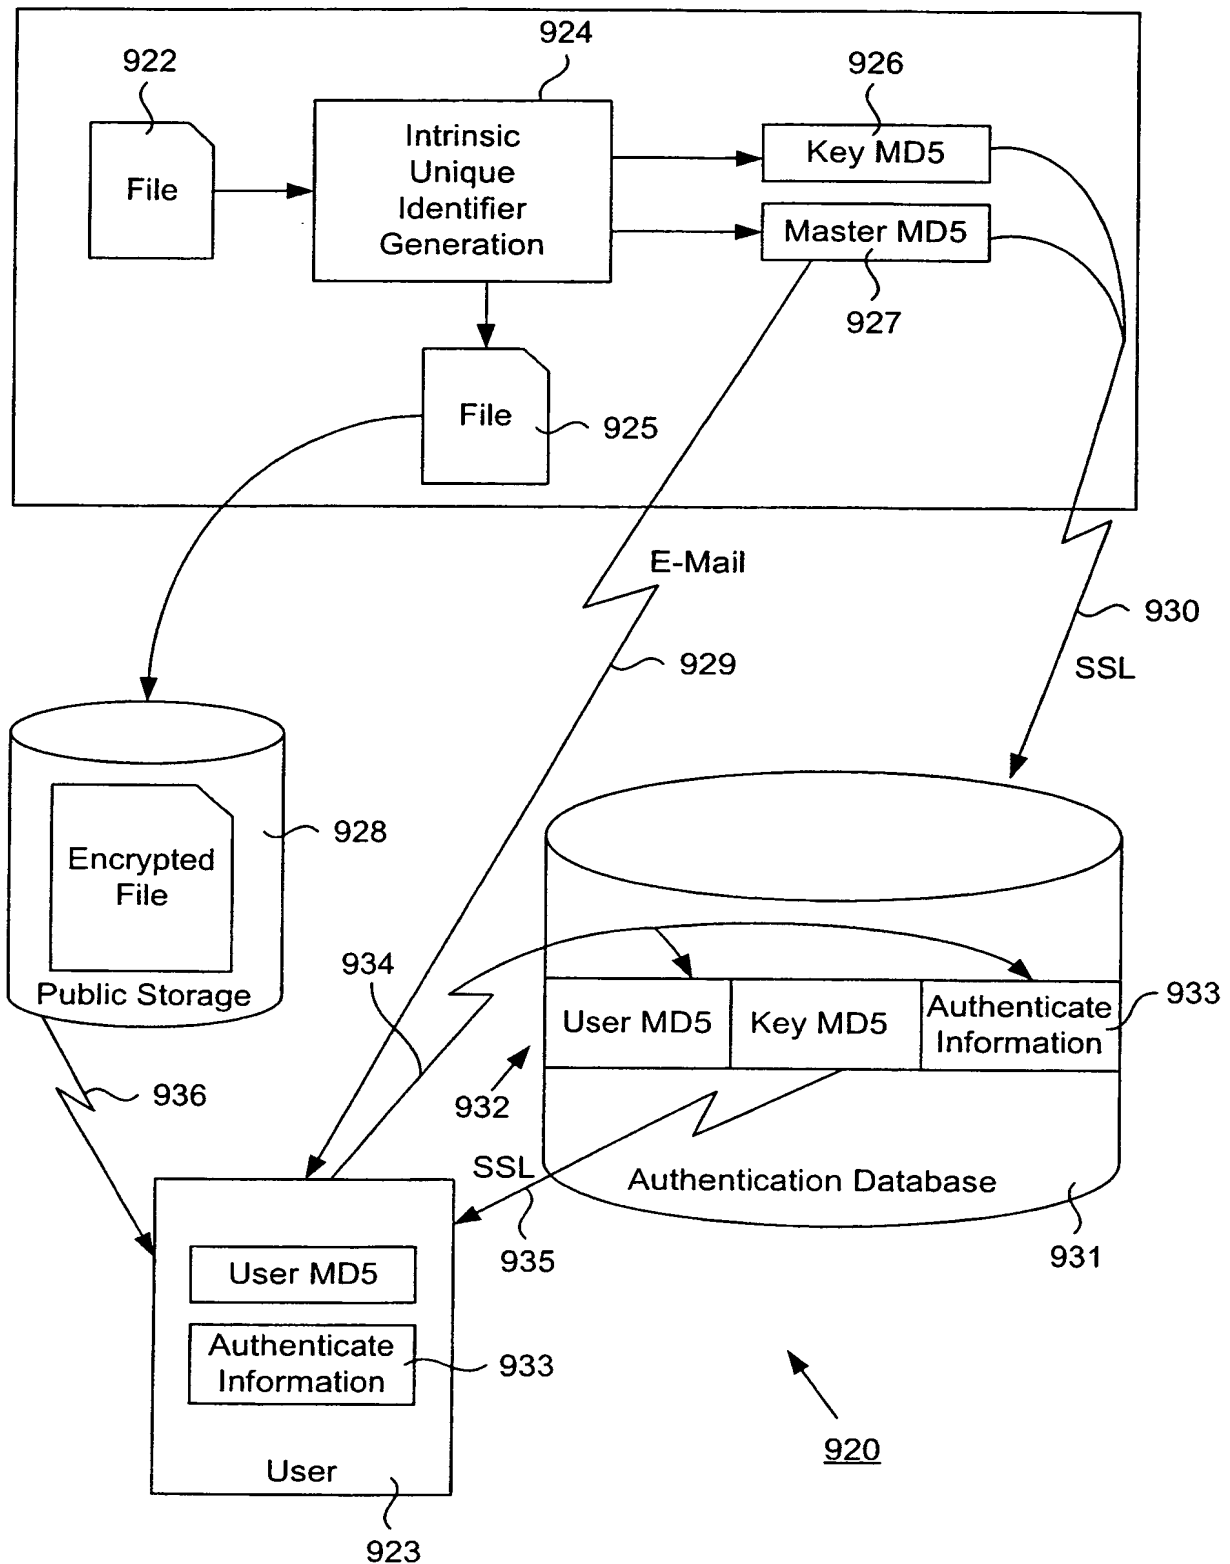 924
922
926
Intrinsic
Unique
Identifier
Generation
Key MD5
File
Master MD5
927
File
925
E-Mail
930
929
SSL
928
Encrypted
File
934
Public Storage
User MD5
Key MD5
Authenticate
Information
933
936
932
SSL
Authentication Database
935
931
User MD5
Authenticate
Information
933
920
User
923